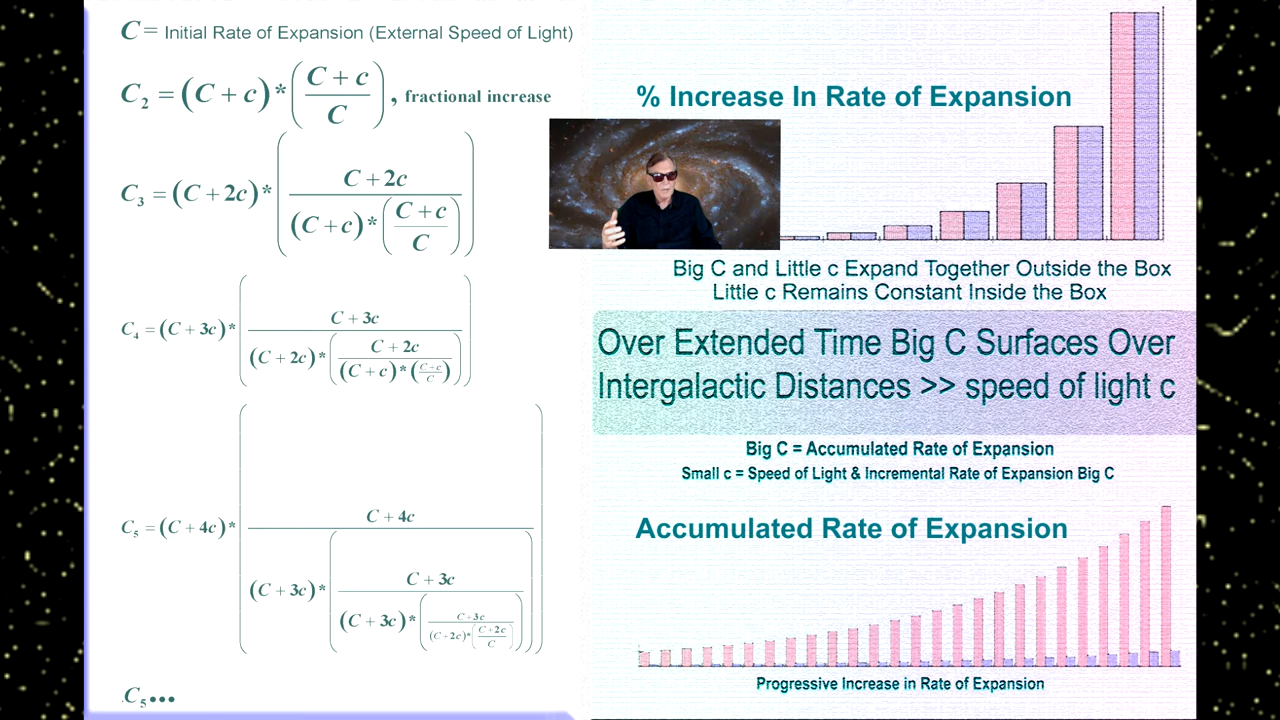 C = Initial Rate of Expansion (External Speed of Light)
C₂ = (C + c) * ((C + c) / C) , fractional increase
C₃ = (C + 2c) * ((C + 2c) / ((C + c) * ((C + c) / C)))
C₄ = (C + 3c) * ((C + 3c) / ((C + 2c) * ((C + 2c) / ((C + c) * ((C + c) / C)))))
C₅ = (C + 4c) * ((C + 4c) / ((C + 3c) * ((C + 3c) / ((C + 3c) * ((C + 3c) / ((C + 2c) * ((C + 2c) / C)))))))
C₅ •••
% Increase In Rate of Expansion
Big C and Little c Expand Together Outside the Box
Little c Remains Constant Inside the Box
Over Extended Time Big C Surfaces Over
Intergalactic Distances >> speed of light c
Big C = Accumulated Rate of Expansion
Small c = Speed of Light & Incremental Rate of Expansion Big C
Accumulated Rate of Expansion
Progressive Increase in Rate of Expansion